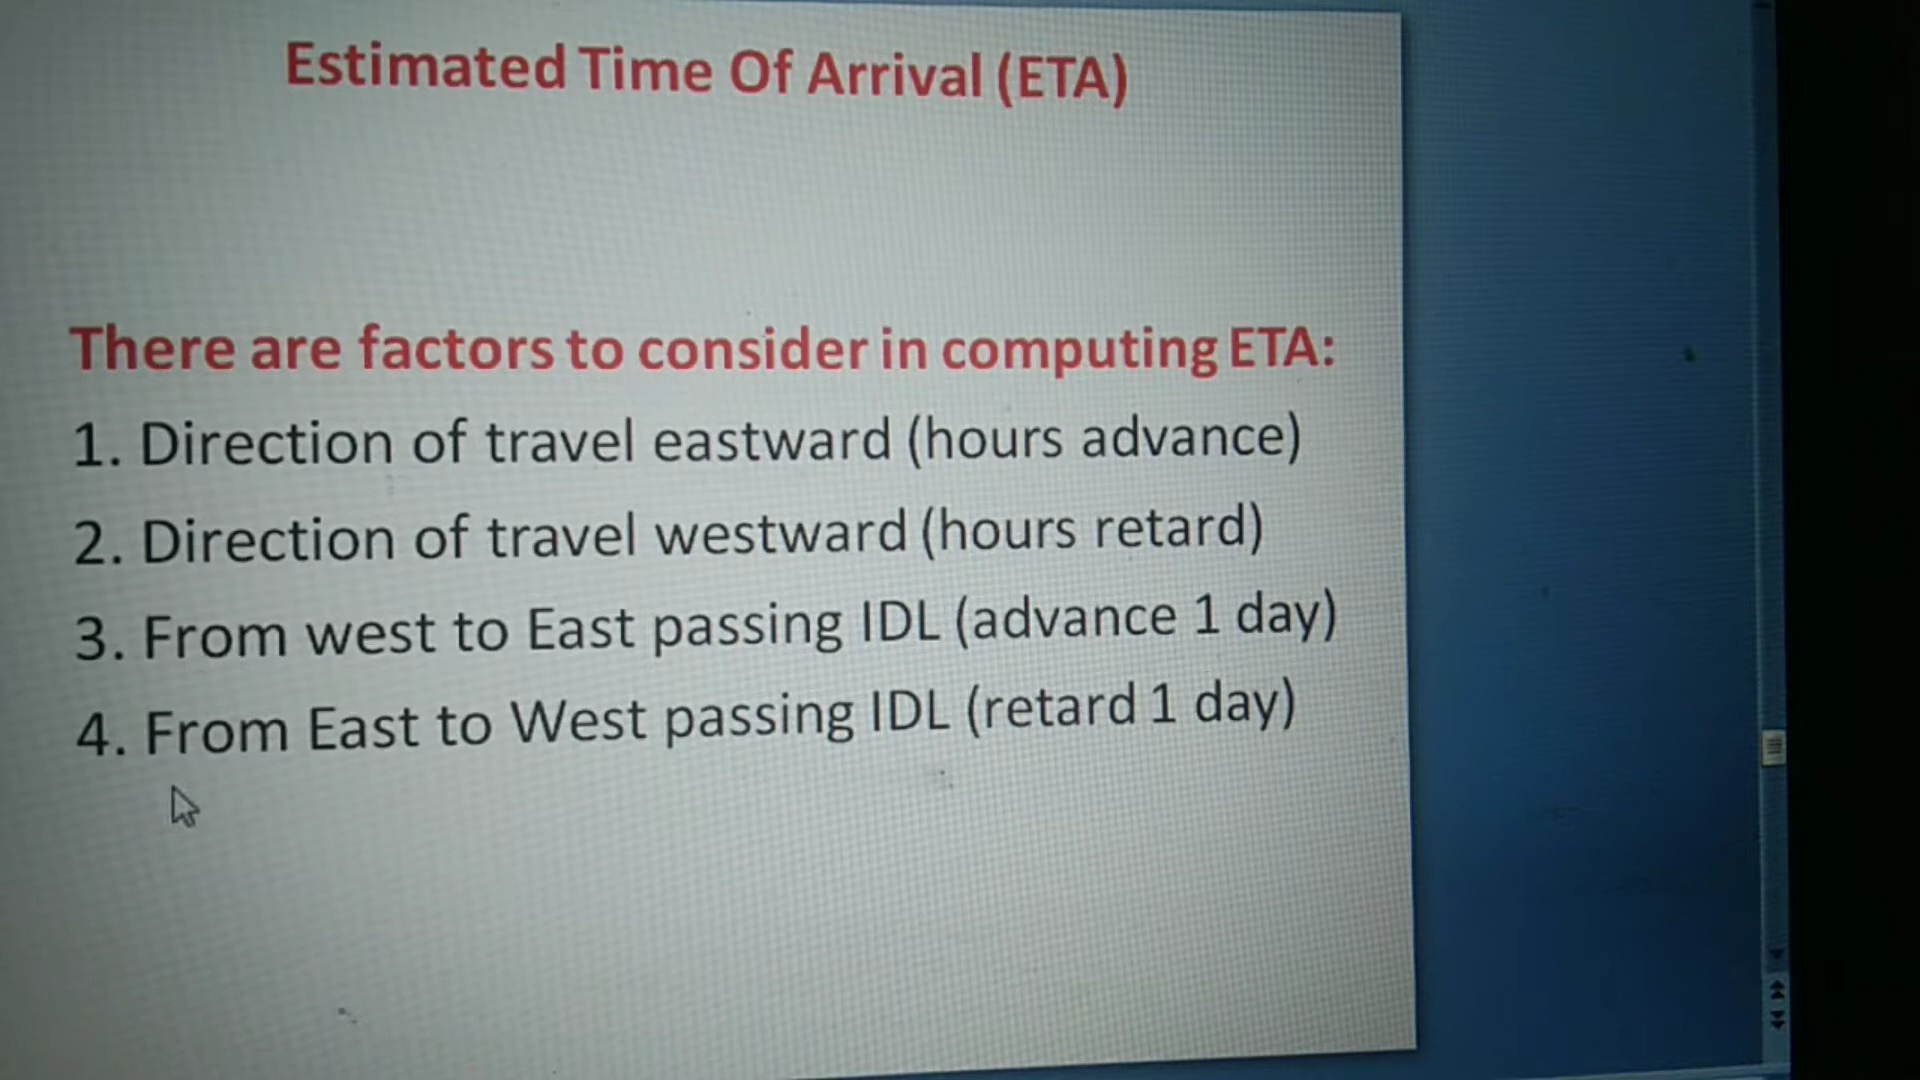 Estimated Time Of Arrival (ETA)
There are factors to consider in computing ETA:
1. Direction of travel eastward (hours advance)
2. Direction of travel westward (hours retard)
3. From west to East passing IDL (advance 1 day)
4. From East to West passing IDL (retard 1 day)